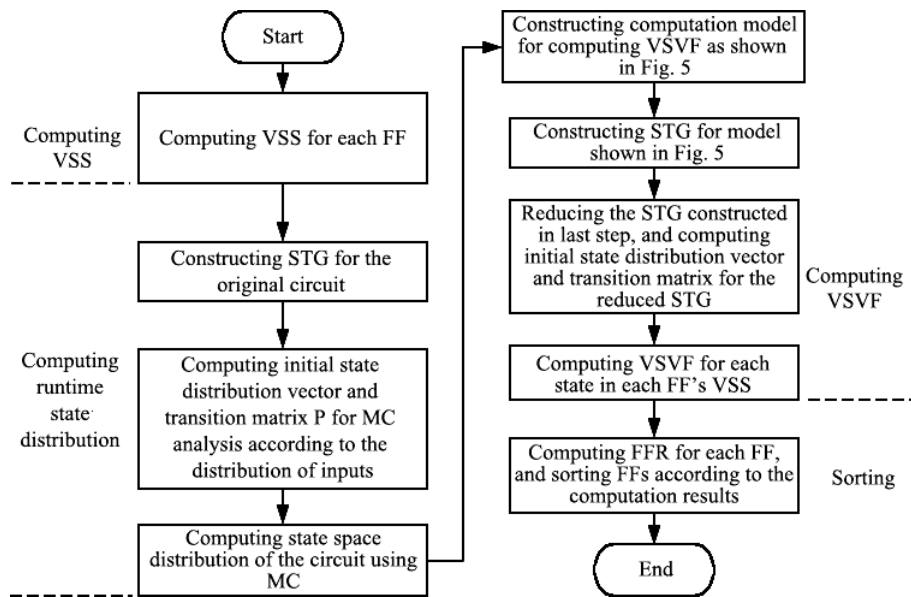 Start
Computing
VSS
Computing VSS for each FF
Constructing STG for the
original circuit
Computing
runtime
state
distribution
Computing initial state
distribution vector and
transition matrix P for MC
analysis according to the
distribution of inputs
Computing state space
distribution of the circuit using
MC
Constructing computation model
for computing VSVF as shown
in Fig. 5
Constructing STG for model
shown in Fig. 5
Reducing the STG constructed
in last step, and computing
initial state distribution vector
and transition matrix for the
reduced STG
Computing
VSVF
Computing VSVF for each
state in each FF's VSS
Computing FFR for each FF,
and sorting FFs according to the
computation results
Sorting
End